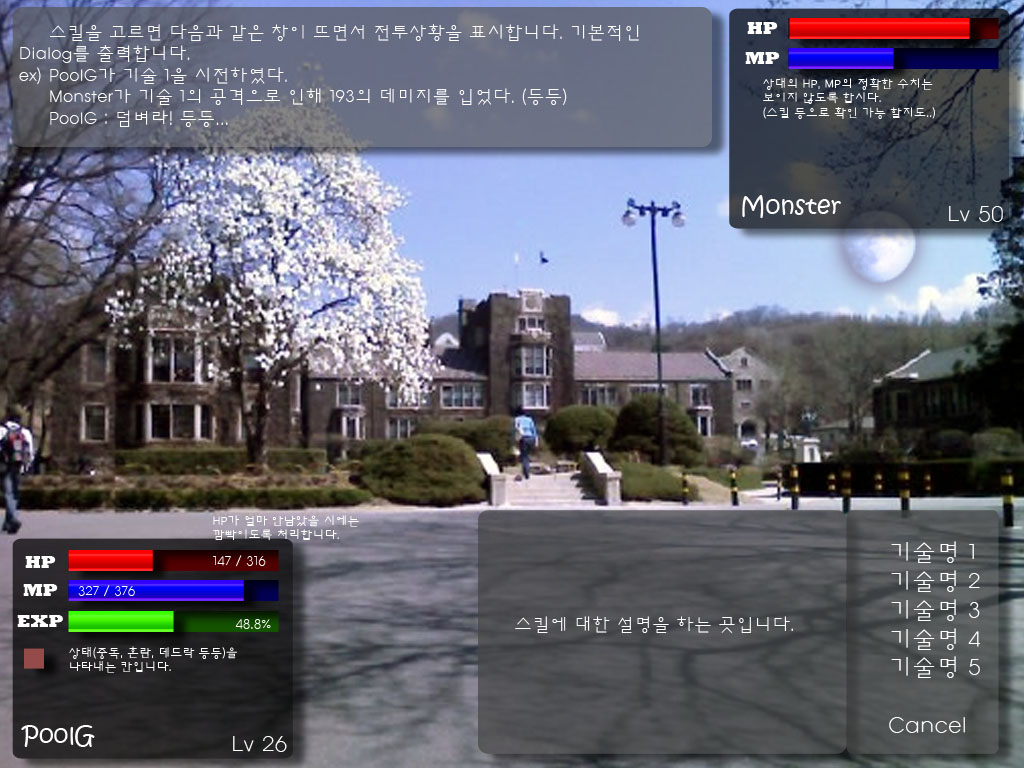 스킬을 고르면 다음과 같은 창이 뜨면서 전투상황을 표시합니다. 기본적인
Dialog를 출력합니다.
ex) PoolG가 기술 1을 시전하였다.
Monster가 기술 1의 공격으로 인해 193의 데미지를 입었다. (등등)
PoolG : 덤벼라! 등등...
HP
MP
상대의 HP, MP의 정확한 수치는
보이지 않도록 합시다.
(스킬 등으로 확인 가능 할지도..)
Monster
Lv 50
HP가 얼마 안남았을 시에는
깜빡이도록 처리합니다.
HP 147 / 316
MP 327 / 376
EXP 48.8%
상태(중독, 혼란, 데드락 등등)을
나타내는 칸입니다.
PoolG
Lv 26
스킬에 대한 설명을 하는 곳입니다.
기술명 1
기술명 2
기술명 3
기술명 4
기술명 5
Cancel